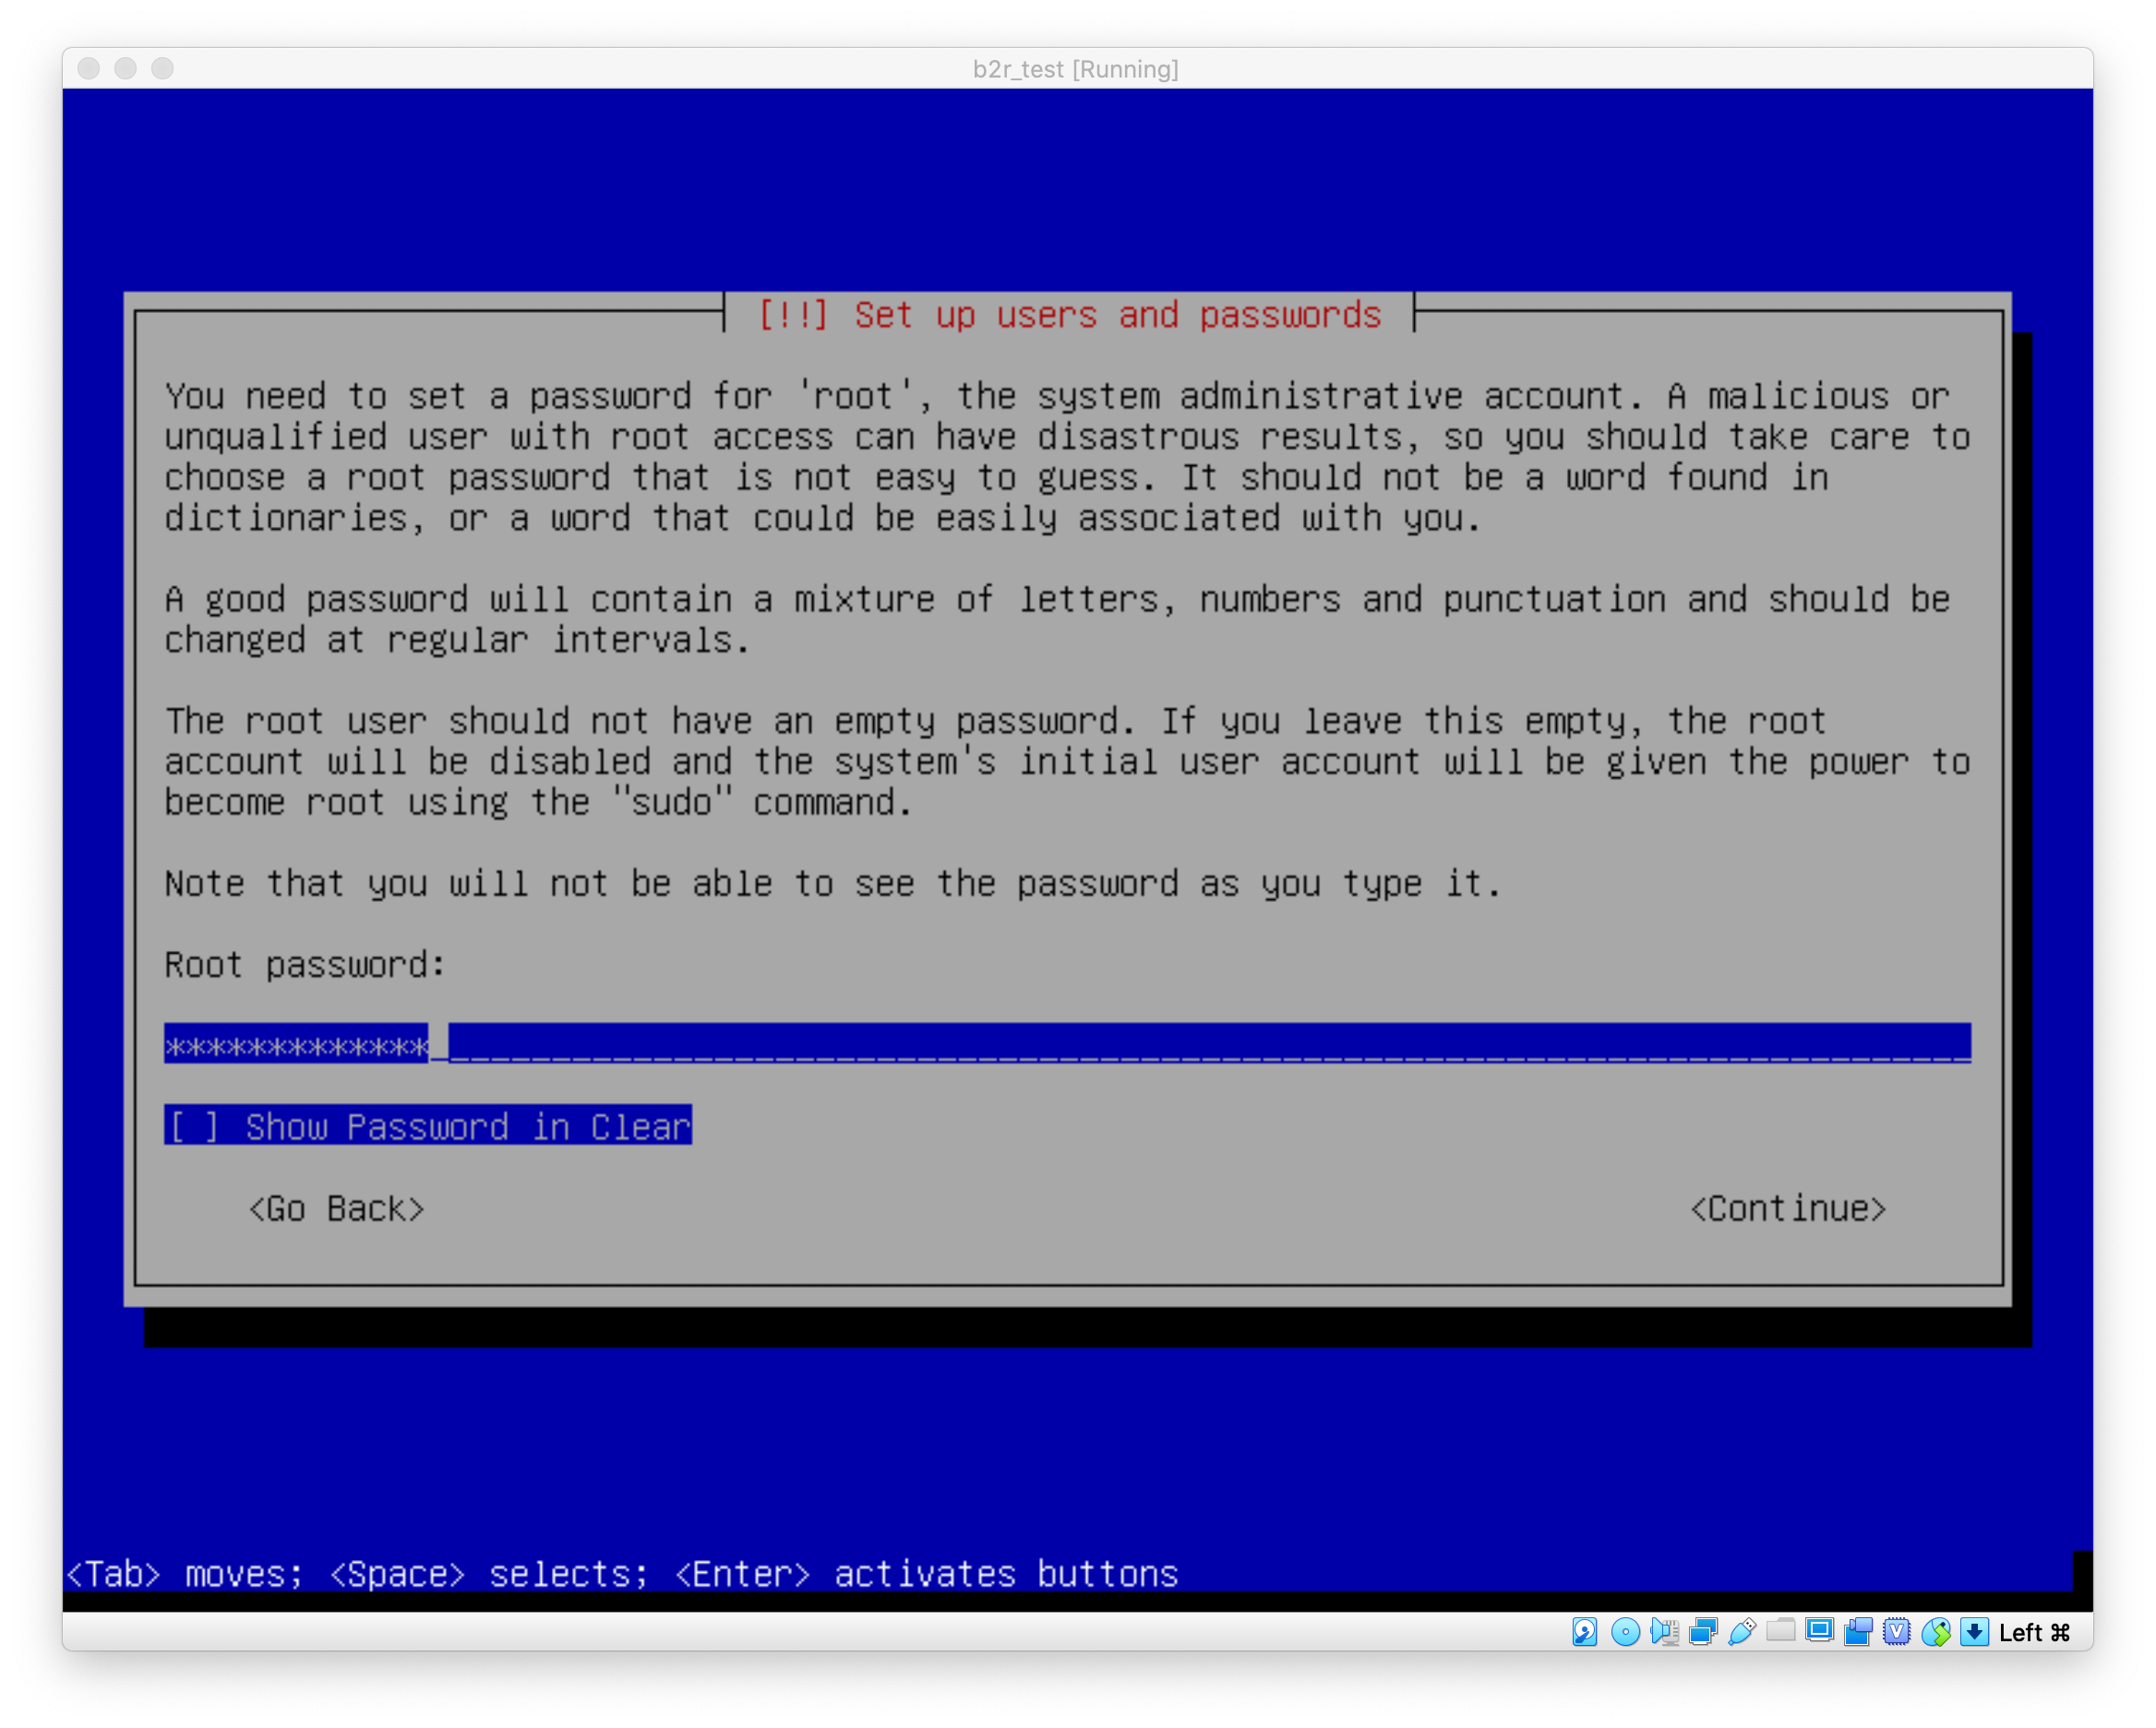 b2r_test [Running]
[!!] Set up users and passwords
You need to set a password for 'root', the system administrative account. A malicious or
unqualified user with root access can have disastrous results, so you should take care to
choose a root password that is not easy to guess. It should not be a word found in
dictionaries, or a word that could be easily associated with you.
A good password will contain a mixture of letters, numbers and punctuation and should be
changed at regular intervals.
The root user should not have an empty password. If you leave this empty, the root
account will be disabled and the system's initial user account will be given the power to
become root using the "sudo" command.
Note that you will not be able to see the password as you type it.
Root password:
*************
[ ] Show Password in Clear
<Go Back> <Continue>
<Tab> moves; <Space> selects; <Enter> activates buttons
Left ⌘